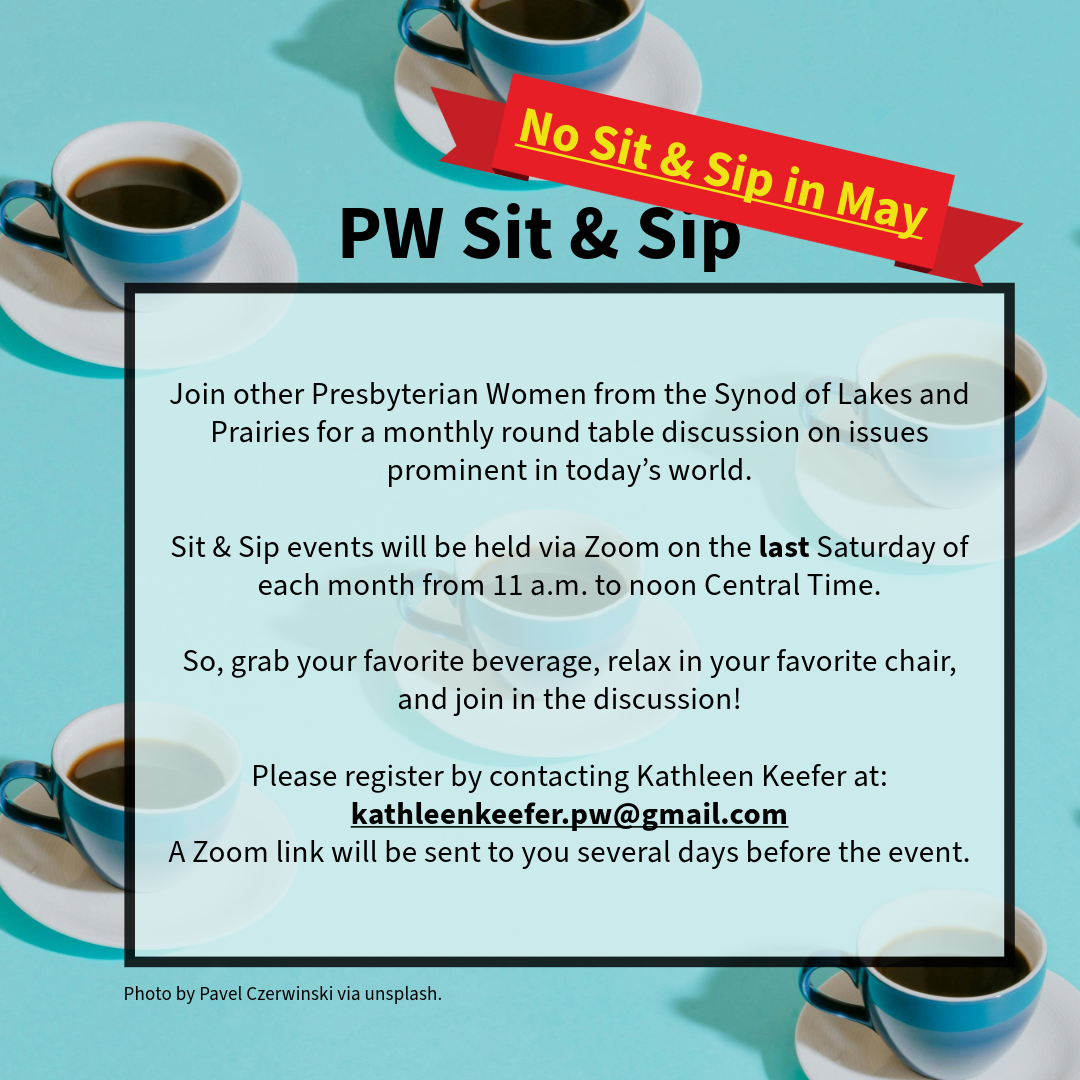 No Sit & Sip in May
PW Sit & Sip
Join other Presbyterian Women from the Synod of Lakes and
Prairies for a monthly round table discussion on issues
prominent in today’s world.
Sit & Sip events will be held via Zoom on the last Saturday of
each month from 11 a.m. to noon Central Time.
So, grab your favorite beverage, relax in your favorite chair,
and join in the discussion!
Please register by contacting Kathleen Keefer at:
kathleenkeefer.pw@gmail.com
A Zoom link will be sent to you several days before the event.
Photo by Pavel Czerwinski via unsplash.